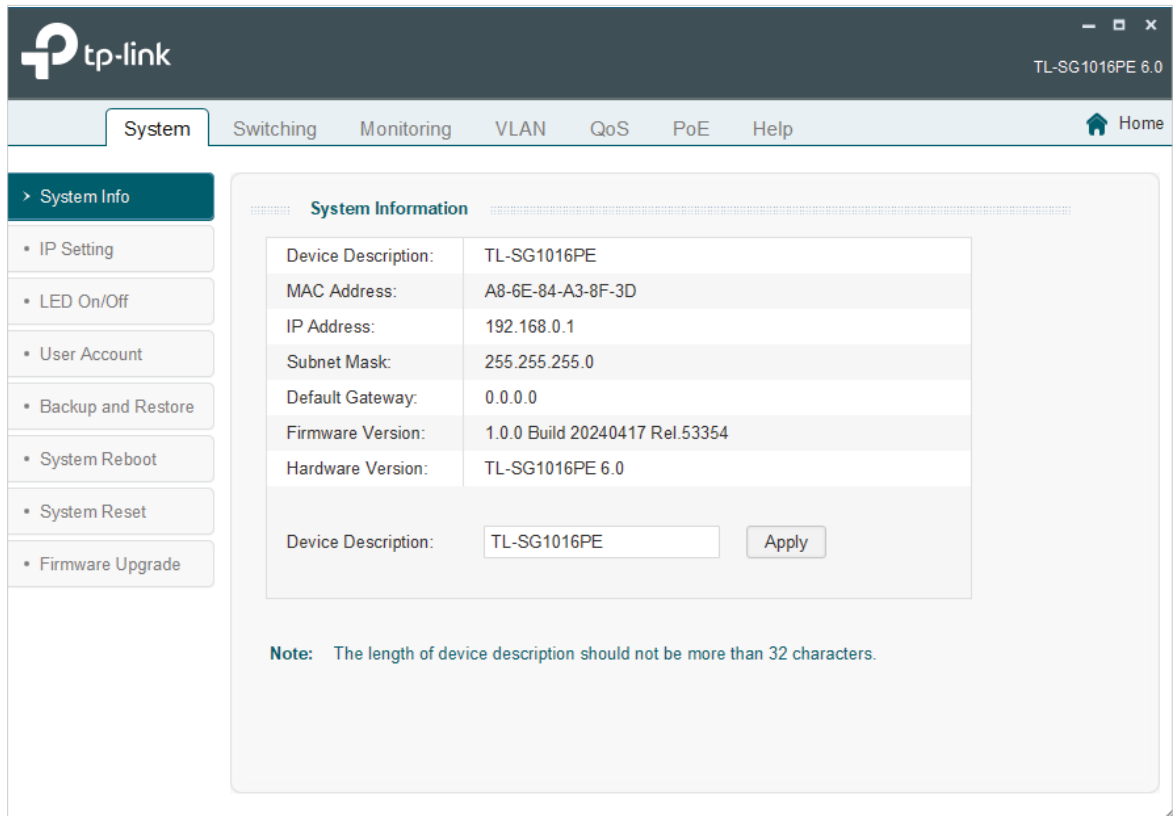 tp-link
TL-SG1016PE 6.0
System Switching Monitoring VLAN QoS PoE Help Home
System Info
IP Setting
LED On/Off
User Account
Backup and Restore
System Reboot
System Reset
Firmware Upgrade
System Information
Device Description: TL-SG1016PE
MAC Address: A8-6E-84-A3-8F-3D
IP Address: 192.168.0.1
Subnet Mask: 255.255.255.0
Default Gateway: 0.0.0.0
Firmware Version: 1.0.0 Build 20240417 Rel.53354
Hardware Version: TL-SG1016PE 6.0
Device Description: TL-SG1016PE Apply
Note: The length of device description should not be more than 32 characters.